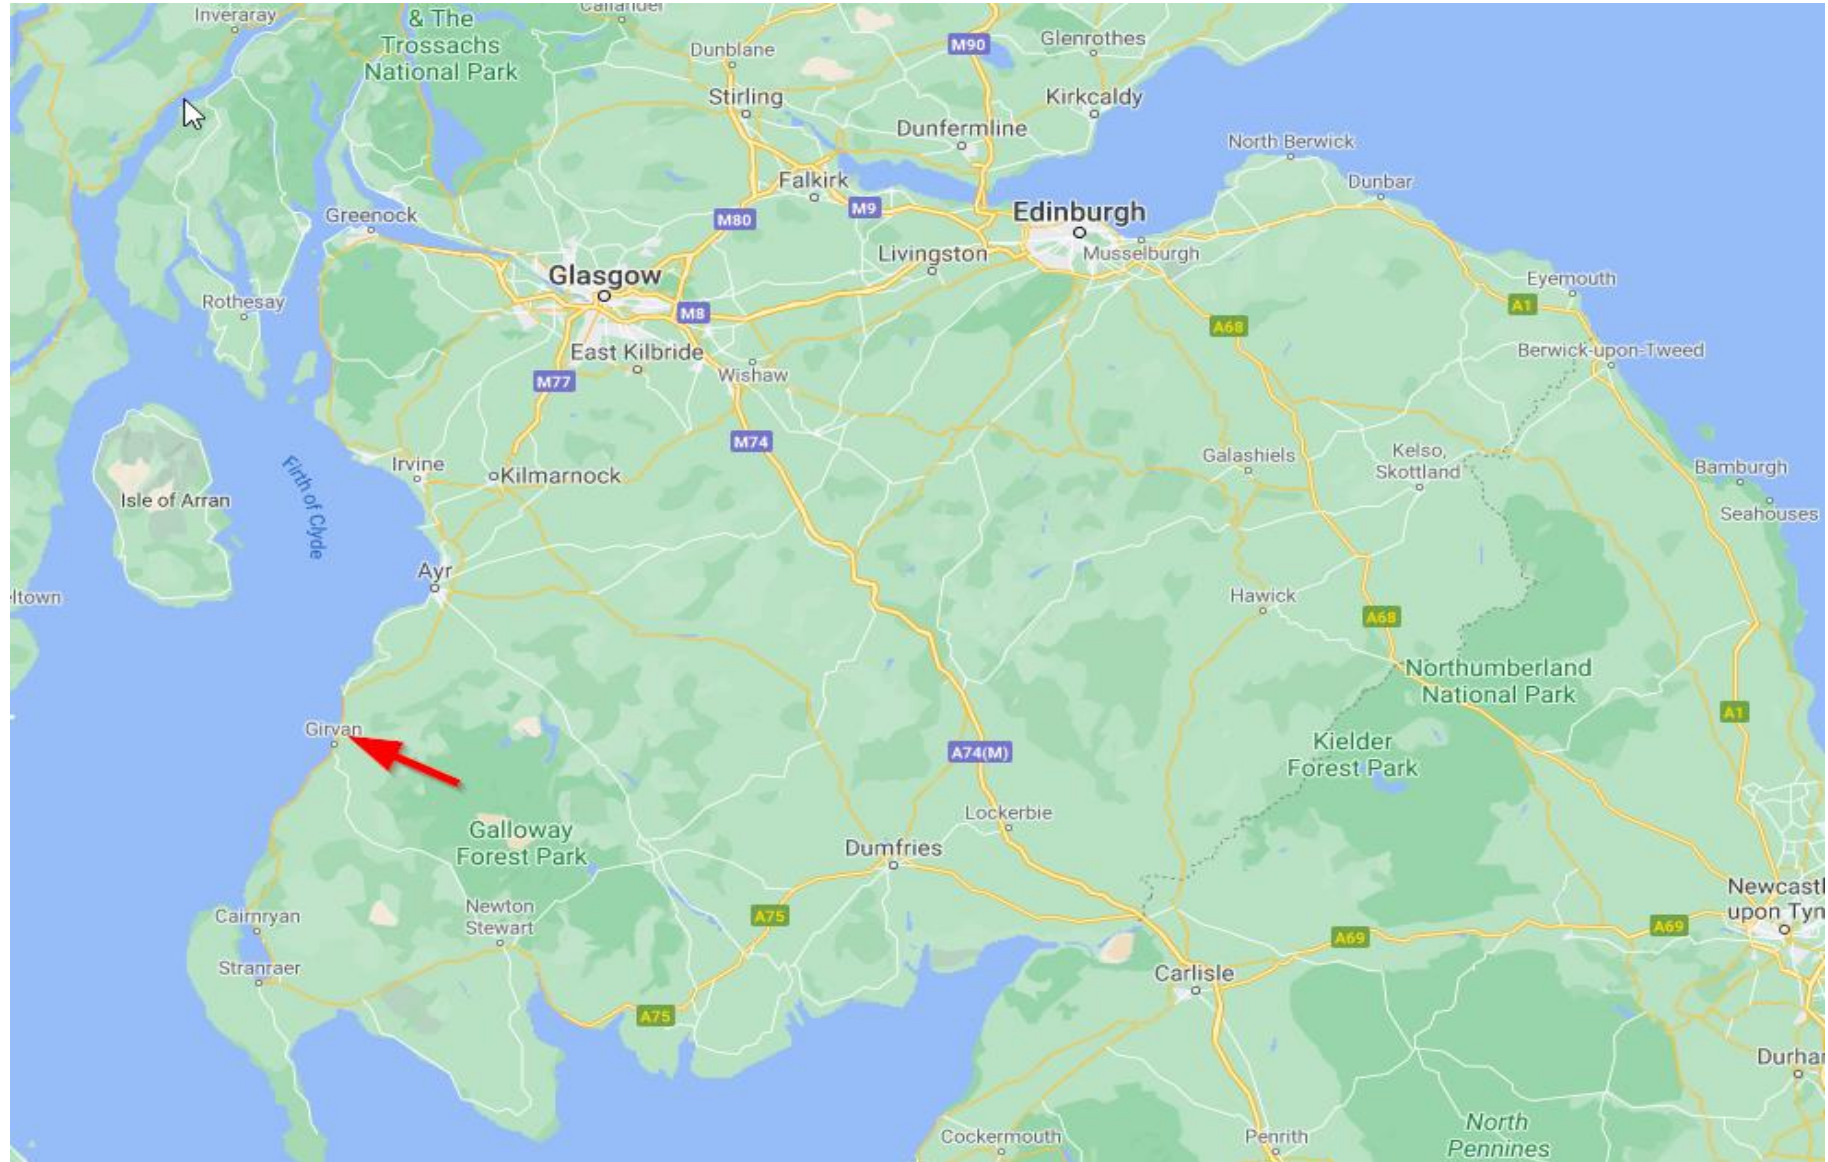 Inveraray
& The
Trossachs
National Park
Callander
Dunblane
M90
Glenrothes
Stirling
Kirkcaldy
Dunfermline
North Berwick
Falkirk
Dunbar
M9
Greenock
M80
Edinburgh
Livingston
Musselburgh
Glasgow
Eyemouth
Rothesay
A1
M8
A68
East Kilbride
Berwick-upon-Tweed
Wishaw
M77
M74
Irvine
Kilmarnock
Galashiels
Kelso,
Skottland
Bamburgh
Isle of Arran
Firth of Clyde
Seahouses
Ayr
ltown
Hawick
A68
Northumberland
National Park
A1
Girvan
Kielder
Forest Park
A74(M)
Lockerbie
Galloway
Forest Park
Dumfries
Newcastl
upon Tyn
Newton
Stewart
Cairnryan
A75
A69
A69
Stranraer
Carlisle
A75
Durhar
North
Pennines
Cockermouth
Penrith